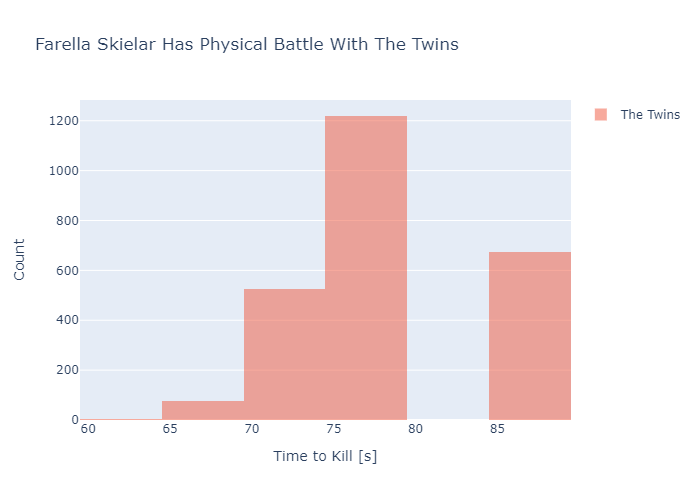 Farella Skielar Has Physical Battle With The Twins
The Twins
1200
1000
800
600
400
200
0
60 65 70 75 80 85
Count
Time to Kill [s]